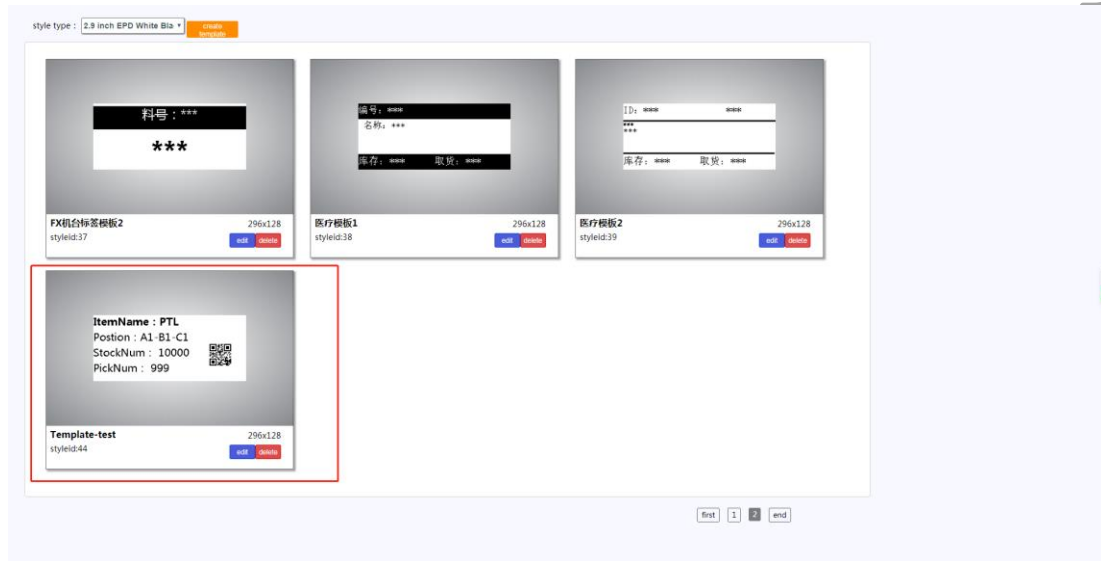 style type : 2.9 inch EPD White Bla
create template
料号：***
***
FX机台标签模板2 296x128
styleid:37 edit delete
编号：***
名称：***
库存：*** 取货：***
医疗模板1 296x128
styleid:38 edit delete
ID：*** ***
***
***
库存：*** 取货：***
医疗模板2 296x128
styleid:39 edit delete
ItemName : PTL
Postion : A1-B1-C1
StockNum : 10000
PickNum : 999
Template-test 296x128
styleid:44 edit delete
first 1 2 end